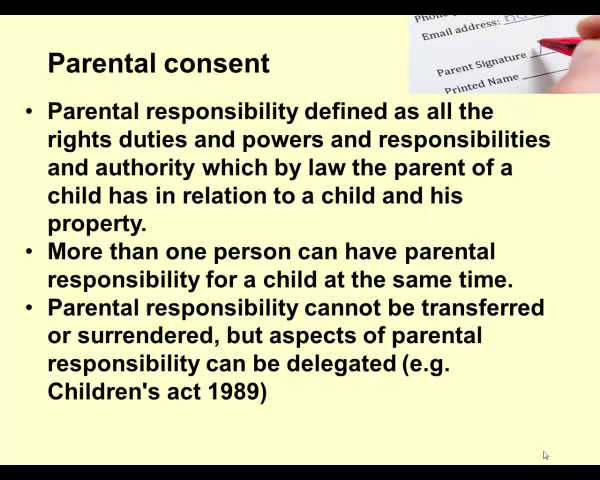 Phone
Email address:
Parent Signature
Printed Name
Parental consent
• Parental responsibility defined as all the
rights duties and powers and responsibilities
and authority which by law the parent of a
child has in relation to a child and his
property.
• More than one person can have parental
responsibility for a child at the same time.
• Parental responsibility cannot be transferred
or surrendered, but aspects of parental
responsibility can be delegated (e.g.
Children's act 1989)